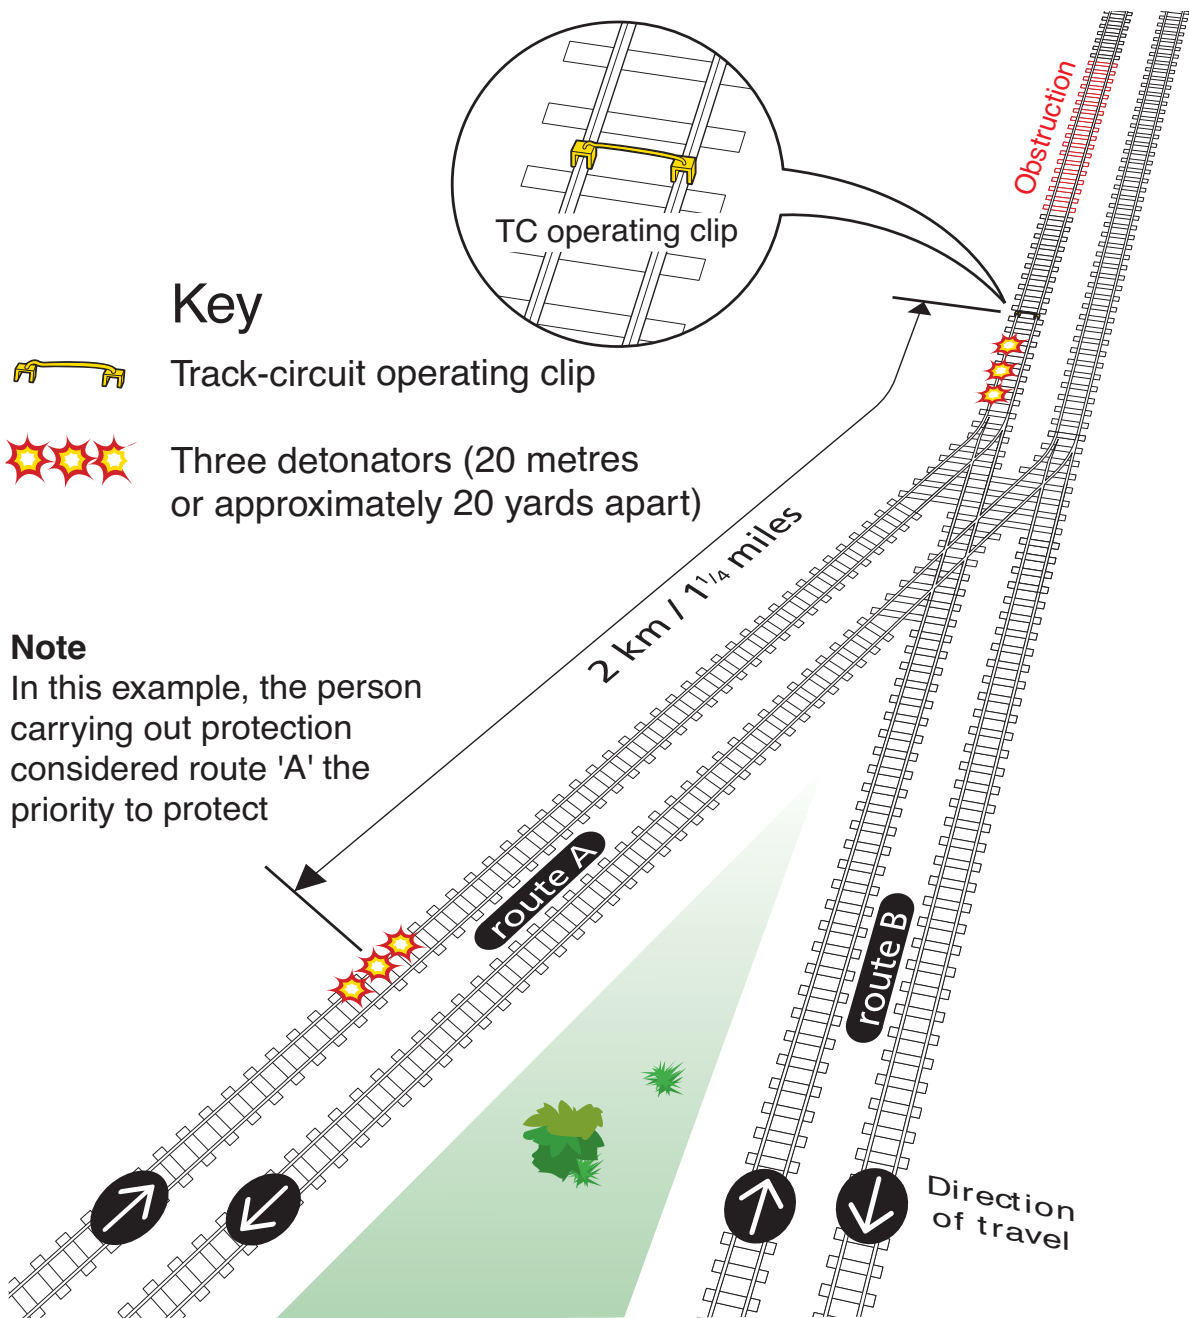 Obstruction
TC operating clip
Key
Track-circuit operating clip
Three detonators (20 metres
or approximately 20 yards apart)
2 km / 1 1/4 miles
Note
In this example, the person
carrying out protection
considered route 'A' the
priority to protect
route A
route B
Direction
of travel